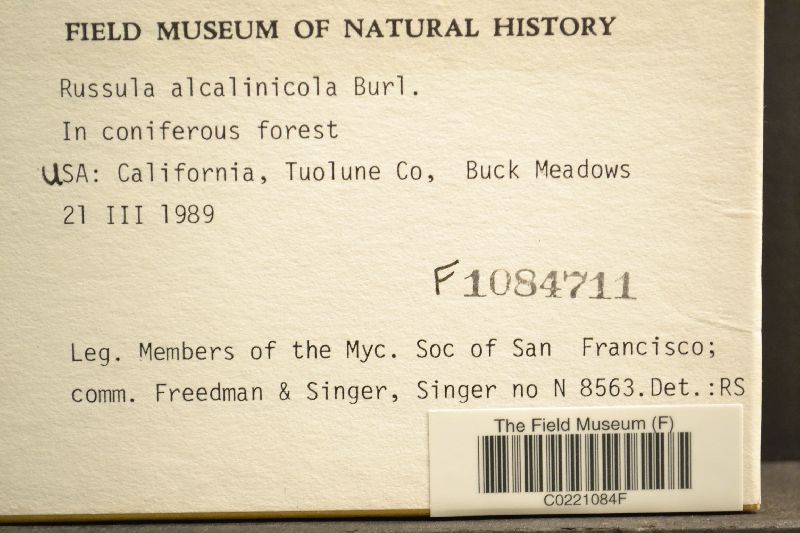 FIELD MUSEUM OF NATURAL HISTORY
Russula alcalinicola Burl.
In coniferous forest
USA: California, Tuolune Co, Buck Meadows
21 III 1989
F1084711
Leg. Members of the Myc. Soc of San Francisco;
comm. Freedman & Singer, Singer no N 8563.Det.:RS
The Field Museum (F)
C0221084F